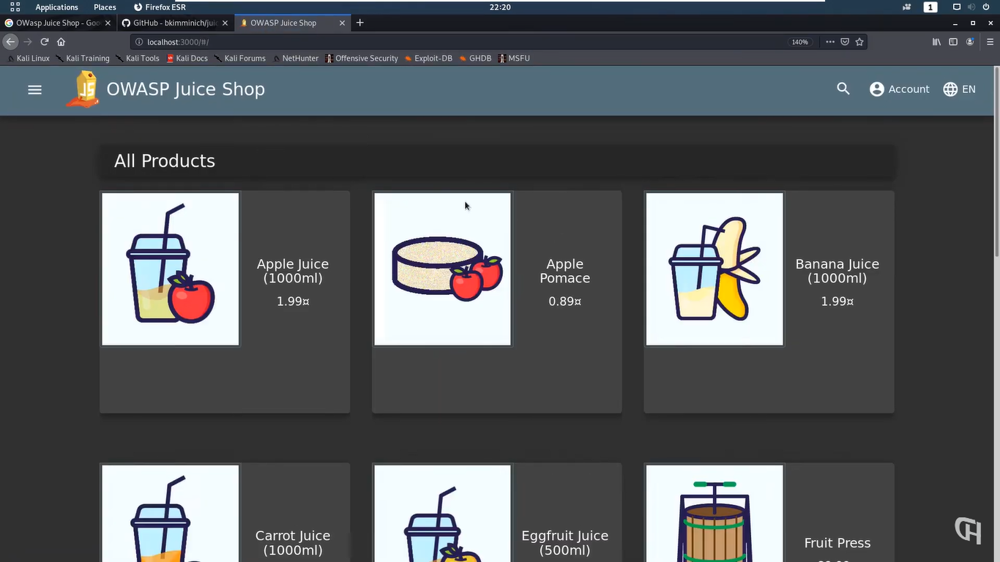 Applications Places Firefox ESR 22:20 1
OWasp Juice Shop - Goo
GitHub - bkimminich/juic
OWASP Juice Shop
localhost:3000/#/ 140%
Kali Linux Kali Training Kali Tools Kali Docs Kali Forums NetHunter Offensive Security Exploit-DB GHDB MSFU
JS OWASP Juice Shop Account EN
All Products
Apple Juice
(1000ml)
1.99¤
Apple
Pomace
0.89¤
Banana Juice
(1000ml)
1.99¤
Carrot Juice
(1000ml)
Eggfruit Juice
(500ml)
Fruit Press